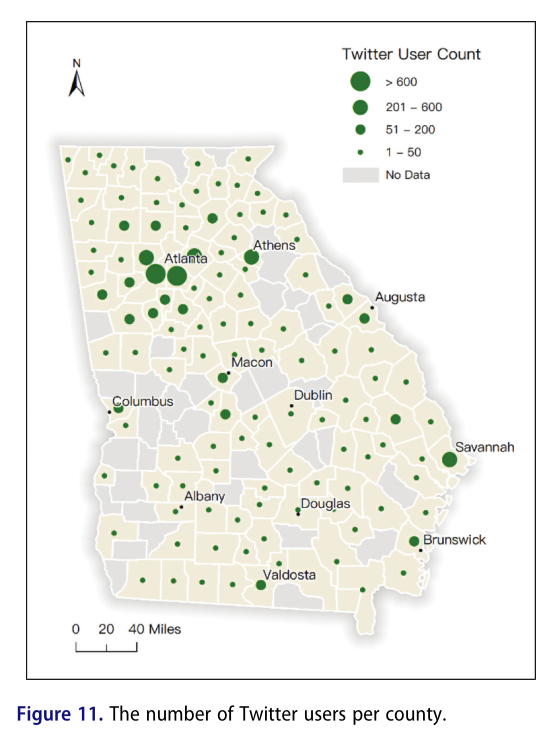 Twitter User Count
N
> 600
201 – 600
51 – 200
1 – 50
No Data
Athens
Atlanta
Augusta
Macon
Dublin
Columbus
Savannah
Albany
Douglas
Brunswick
Valdosta
0 20 40 Miles
Figure 11. The number of Twitter users per county.